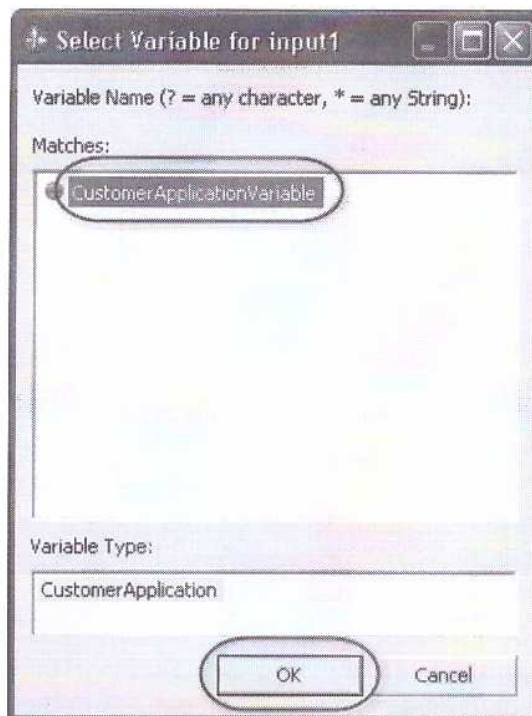 Select Variable for input1
Variable Name (? = any character, * = any String):
Matches:
CustomerApplicationVariable
Variable Type:
CustomerApplication
OK
Cancel